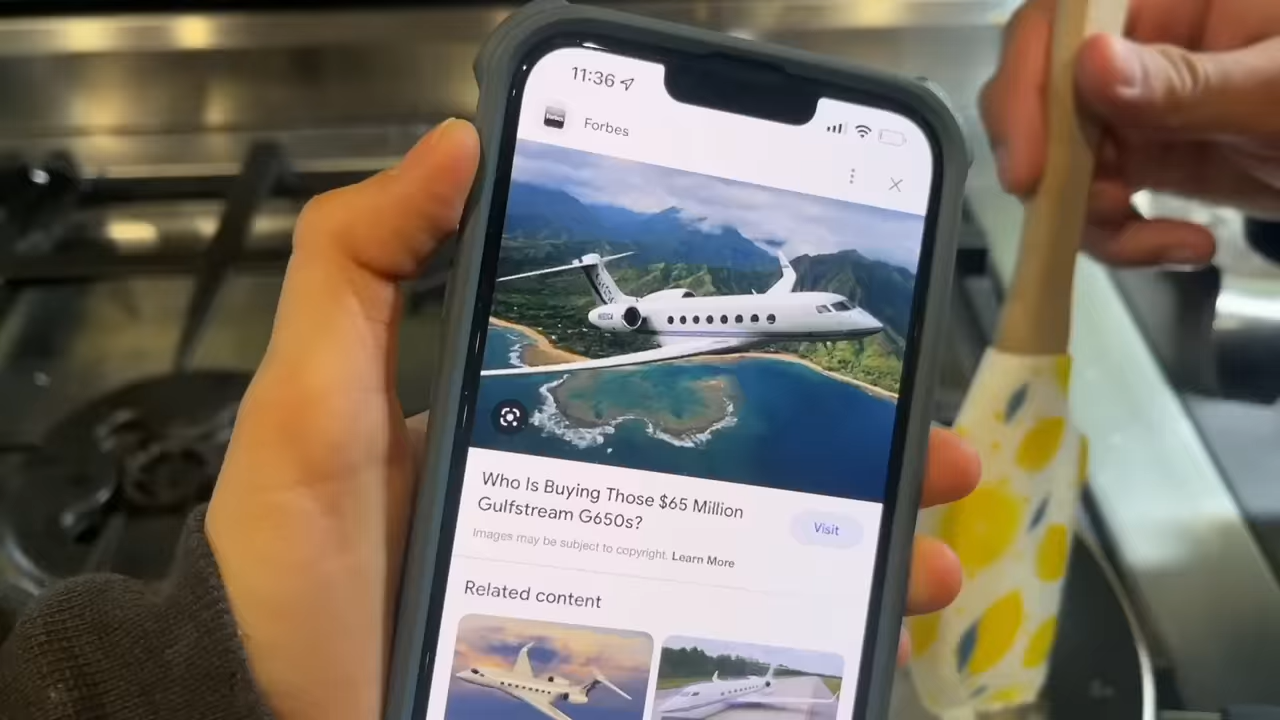 11:36
Forbes
Who Is Buying Those $65 Million
Gulfstream G650s?
Visit
Images may be subject to copyright. Learn More
Related content